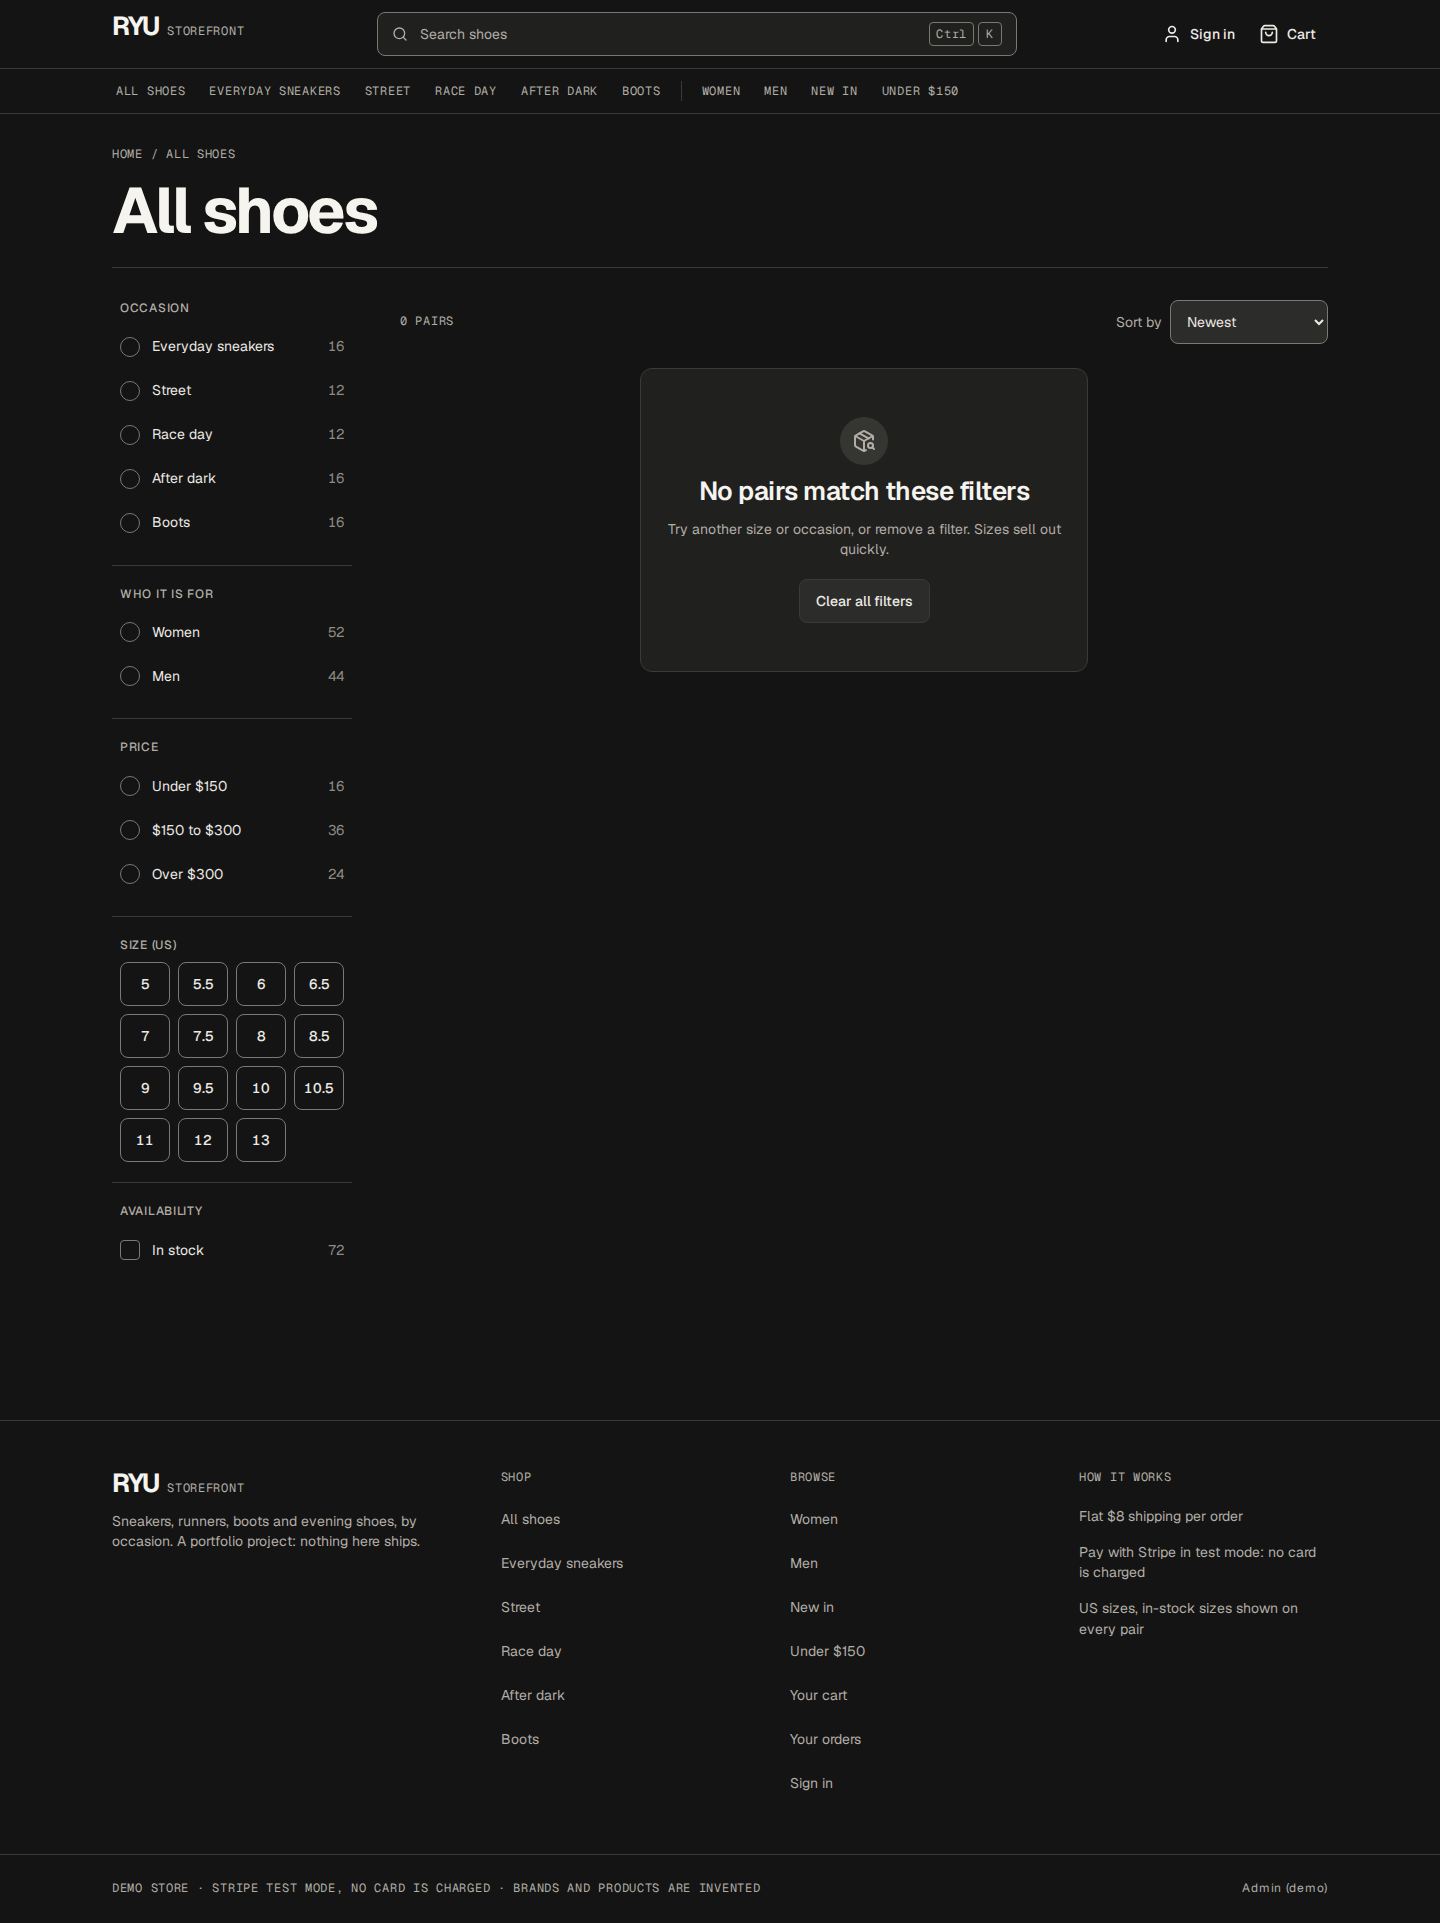 RYU STOREFRONT
Search shoes
Ctrl K
Sign in
Cart
ALL SHOES EVERYDAY SNEAKERS STREET RACE DAY AFTER DARK BOOTS WOMEN MEN NEW IN UNDER $150
HOME / ALL SHOES
All shoes
OCCASION
Everyday sneakers 16
Street 12
Race day 12
After dark 16
Boots 16
WHO IT IS FOR
Women 52
Men 44
PRICE
Under $150 16
$150 to $300 36
Over $300 24
SIZE (US)
5 5.5 6 6.5
7 7.5 8 8.5
9 9.5 10 10.5
11 12 13
AVAILABILITY
In stock 72
0 PAIRS
Sort by Newest
No pairs match these filters
Try another size or occasion, or remove a filter. Sizes sell out
quickly.
Clear all filters
RYU STOREFRONT
Sneakers, runners, boots and evening shoes, by
occasion. A portfolio project: nothing here ships.
SHOP
All shoes
Everyday sneakers
Street
Race day
After dark
Boots
BROWSE
Women
Men
New in
Under $150
Your cart
Your orders
Sign in
HOW IT WORKS
Flat $8 shipping per order
Pay with Stripe in test mode: no card
is charged
US sizes, in-stock sizes shown on
every pair
DEMO STORE · STRIPE TEST MODE, NO CARD IS CHARGED · BRANDS AND PRODUCTS ARE INVENTED
Admin (demo)